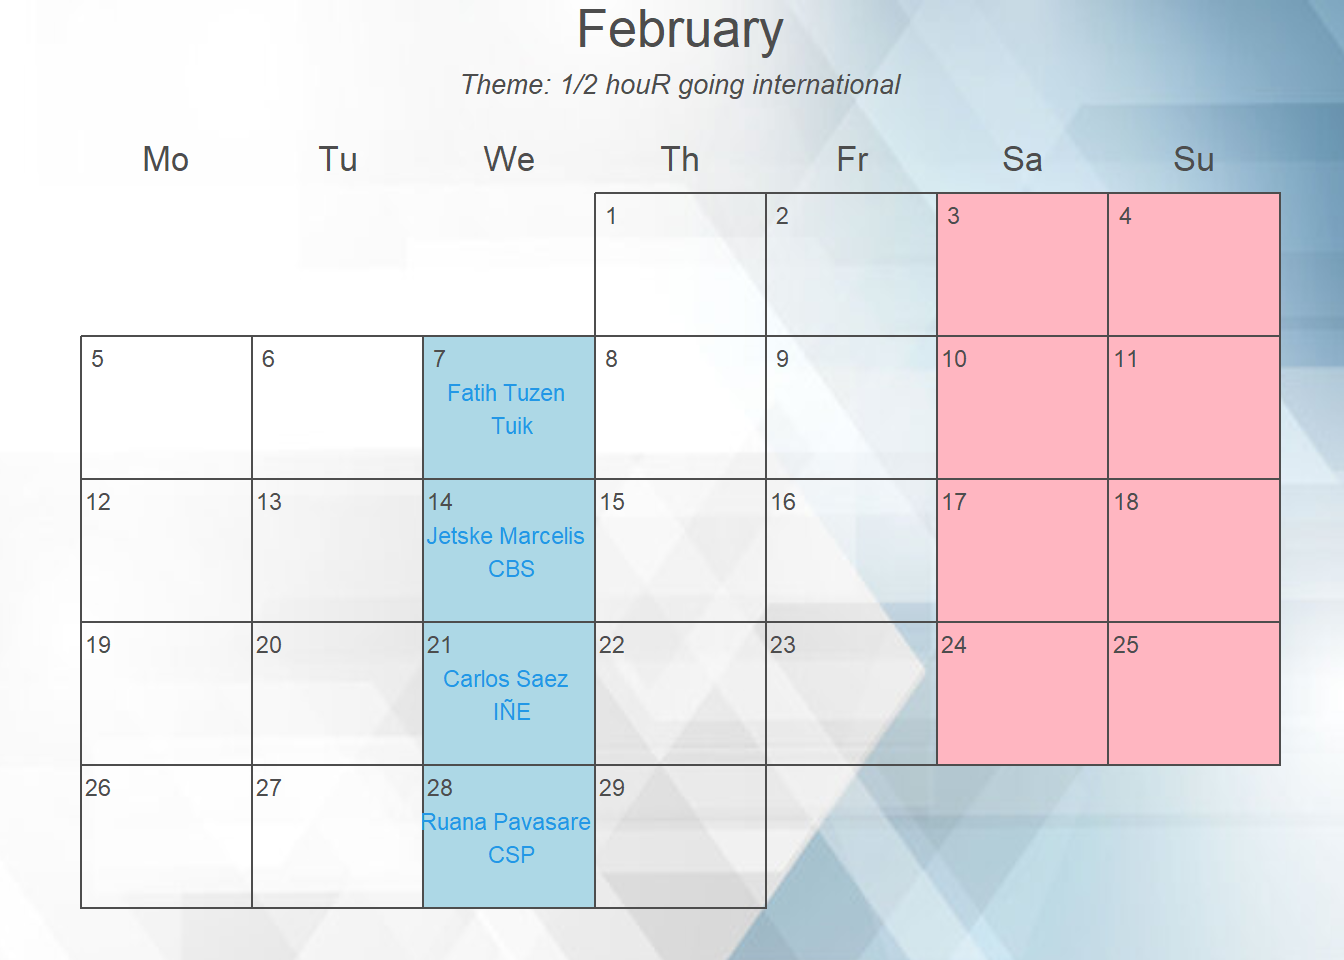 February
Theme: 1/2 houR going international
Mo Tu We Th Fr Sa Su
1 2 3 4
5 6 7 8 9 10 11
Fatih Tuzen
Tuik
12 13 14 15 16 17 18
Jetske Marcelis
CBS
19 20 21 22 23 24 25
Carlos Saez
IÑE
26 27 28 29
Ruana Pavasare
CSP